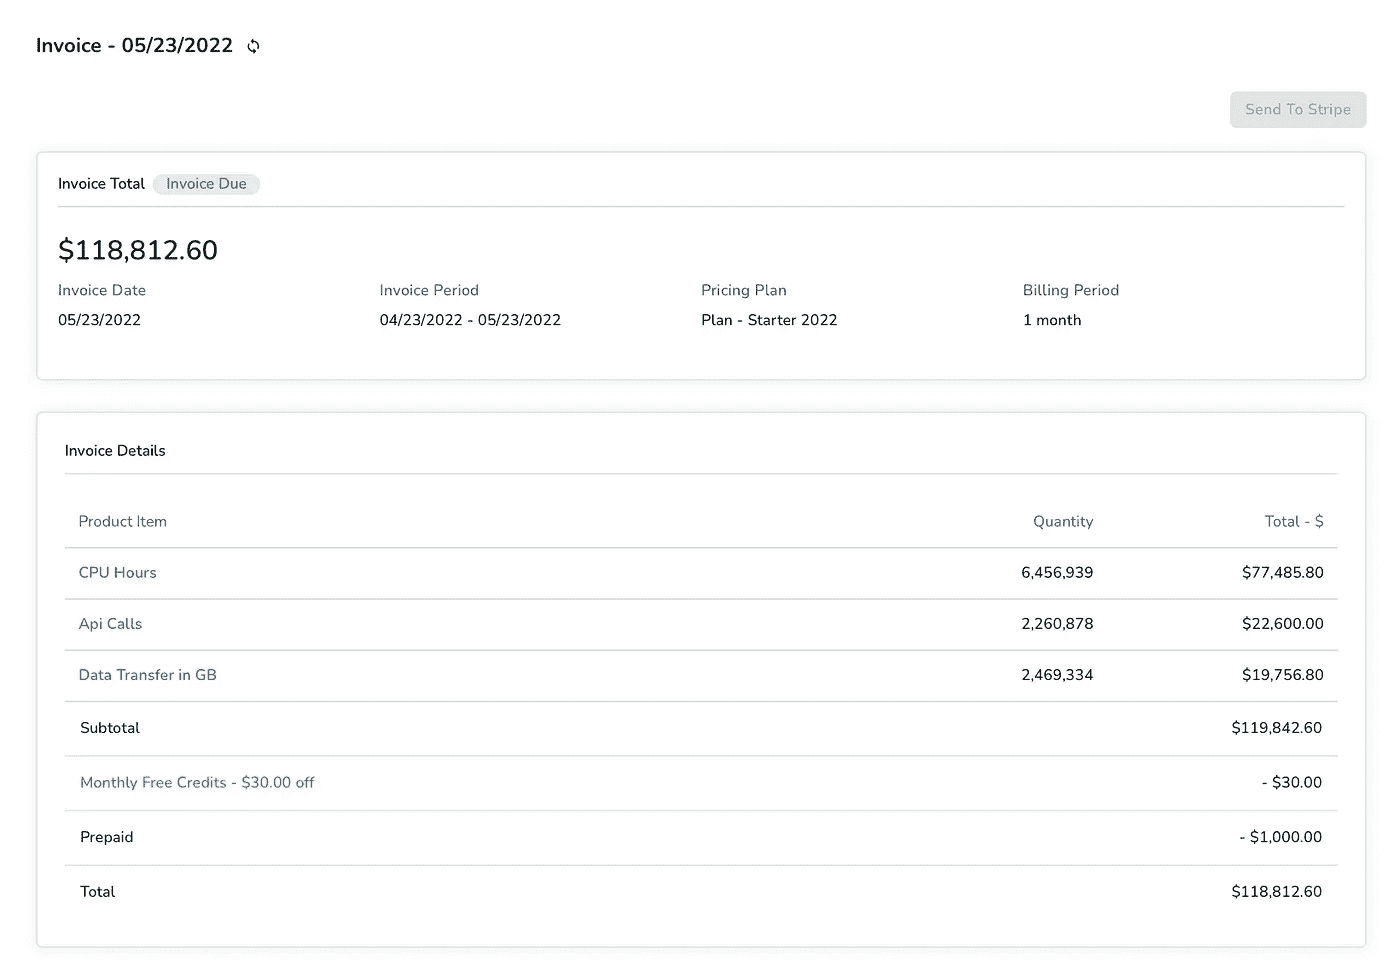 Invoice - 05/23/2022
Send To Stripe
Invoice Total Invoice Due
$118,812.60
Invoice Date Invoice Period Pricing Plan Billing Period
05/23/2022 04/23/2022 - 05/23/2022 Plan - Starter 2022 1 month
Invoice Details
Product Item Quantity Total - $
CPU Hours 6,456,939 $77,485.80
Api Calls 2,260,878 $22,600.00
Data Transfer in GB 2,469,334 $19,756.80
Subtotal $119,842.60
Monthly Free Credits - $30.00 off - $30.00
Prepaid - $1,000.00
Total $118,812.60